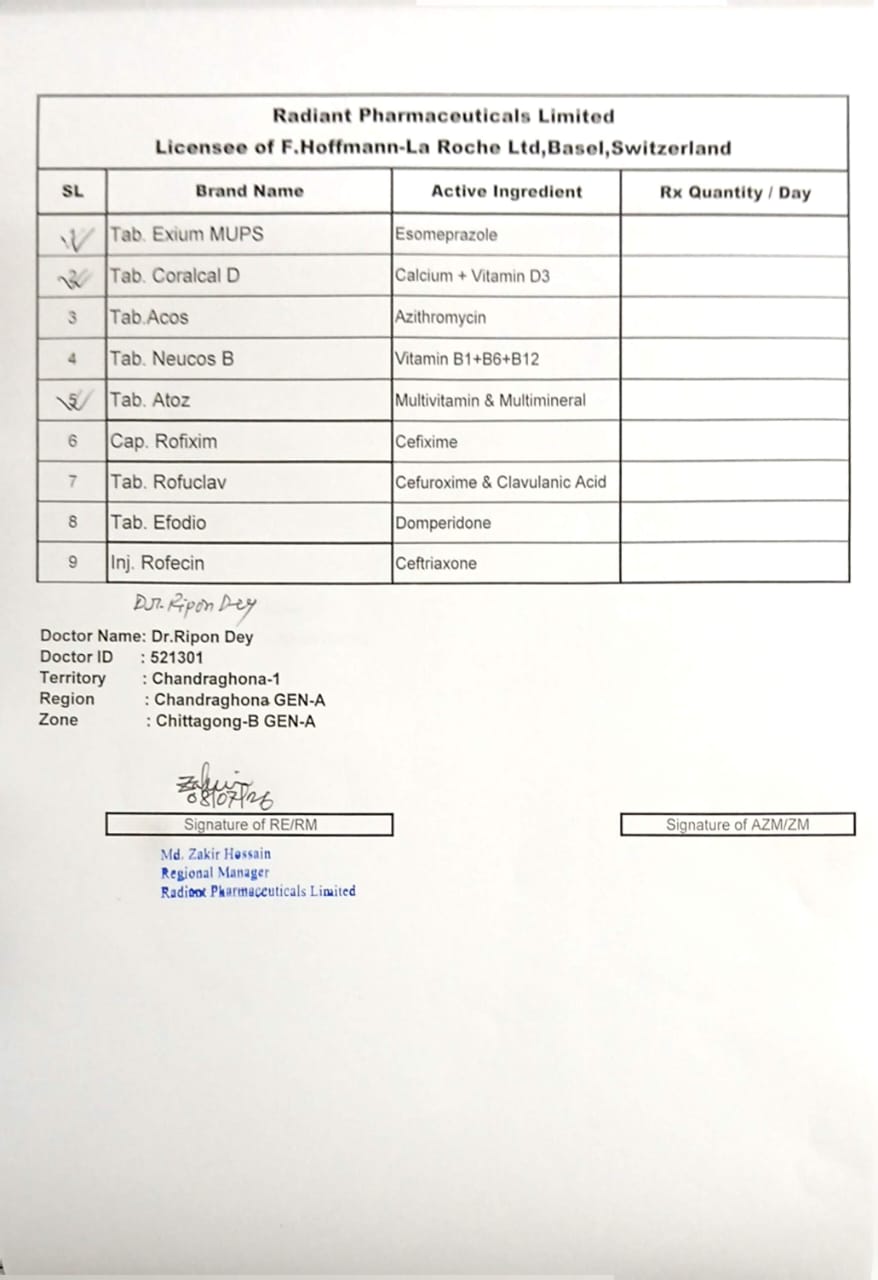 Radiant Pharmaceuticals Limited
Licensee of F.Hoffmann-La Roche Ltd,Basel,Switzerland
SL Brand Name Active Ingredient Rx Quantity / Day
1 Tab. Exium MUPS Esomeprazole
2 Tab. Coralcal D Calcium + Vitamin D3
3 Tab.Acos Azithromycin
4 Tab. Neucos B Vitamin B1+B6+B12
5 Tab. Atoz Multivitamin & Multimineral
6 Cap. Rofixim Cefixime
7 Tab. Rofuclav Cefuroxime & Clavulanic Acid
8 Tab. Efodio Domperidone
9 Inj. Rofecin Ceftriaxone
Dr. Ripon Dey
Doctor Name: Dr.Ripon Dey
Doctor ID : 521301
Territory : Chandraghona-1
Region : Chandraghona GEN-A
Zone : Chittagong-B GEN-A
08/07/26
Signature of RE/RM Signature of AZM/ZM
Md. Zakir Hossain
Regional Manager
Radiant Pharmaceuticals Limited